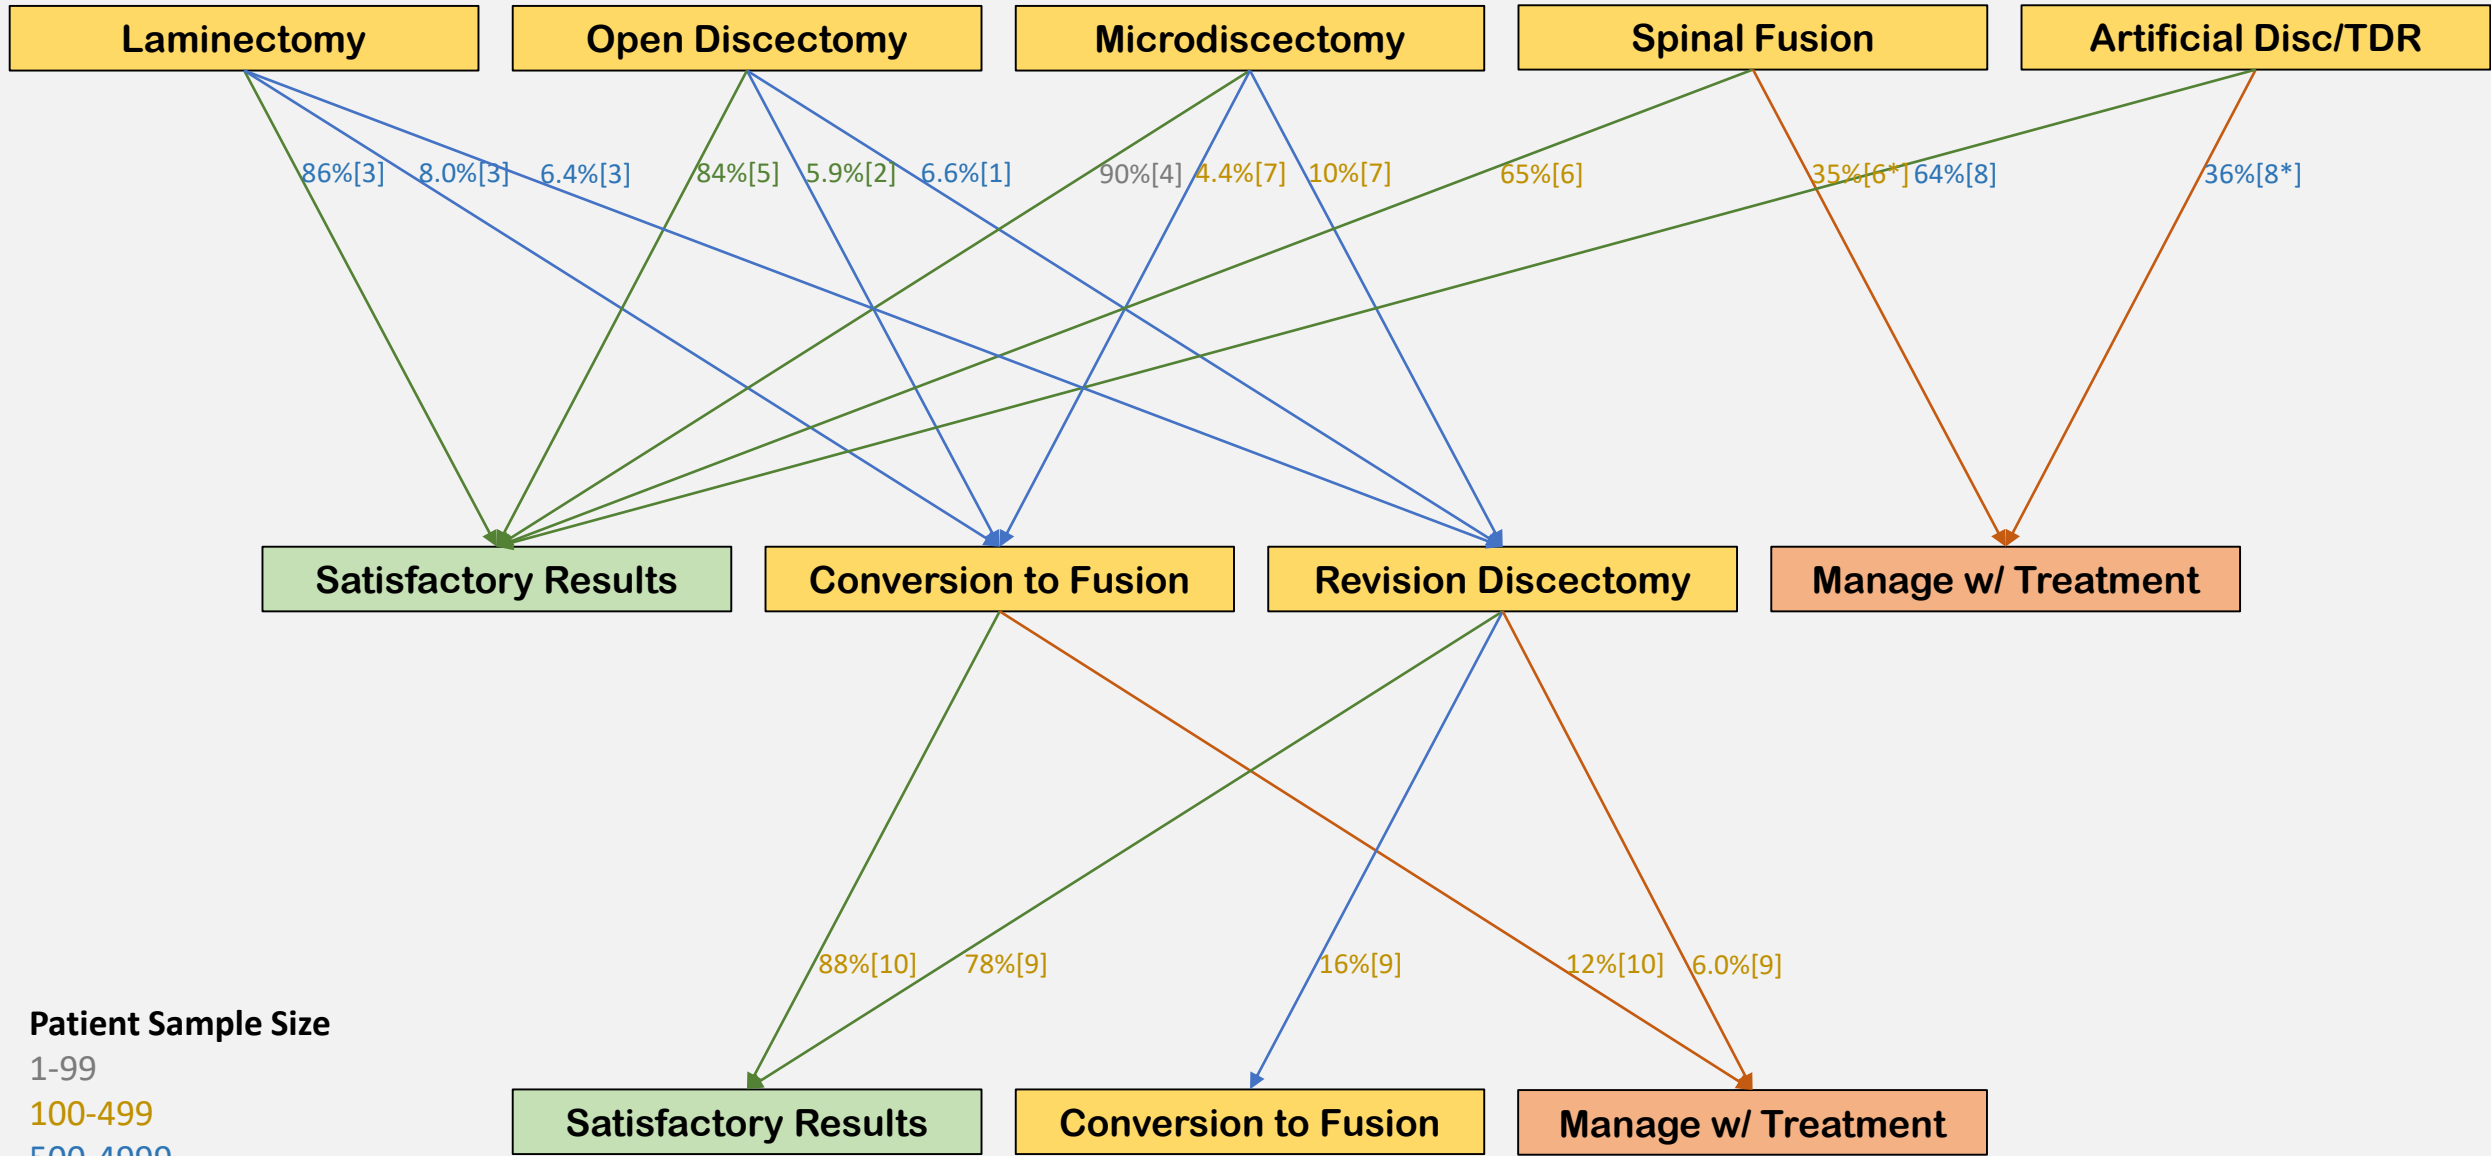 Laminectomy
Open Discectomy
Microdiscectomy
Spinal Fusion
Artificial Disc/TDR
86%[3]
8.0%[3]
6.4%[3]
84%[5]
5.9%[2]
6.6%[1]
90%[4]
4.4%[7]
10%[7]
65%[6]
35%[6*]
64%[8]
36%[8*]
Satisfactory Results
Conversion to Fusion
Revision Discectomy
Manage w/ Treatment
88%[10]
78%[9]
16%[9]
12%[10]
6.0%[9]
Patient Sample Size
1-99
100-499
500-4999
Satisfactory Results
Conversion to Fusion
Manage w/ Treatment